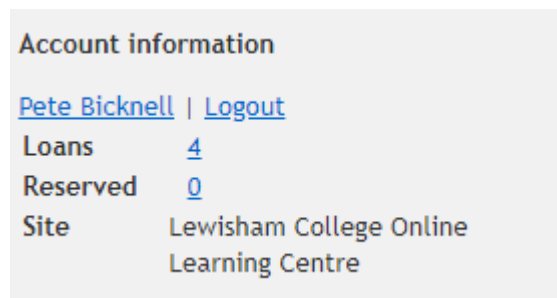 Account information
Pete Bicknell | Logout
Loans 4
Reserved 0
Site Lewisham College Online
Learning Centre